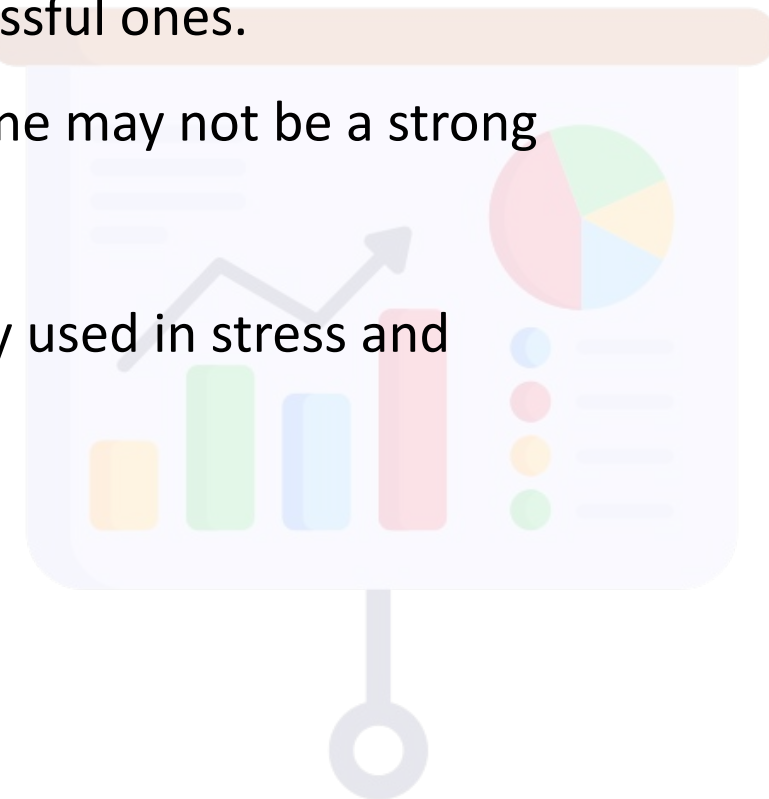 ssful ones.
ne may not be a strong
y used in stress and